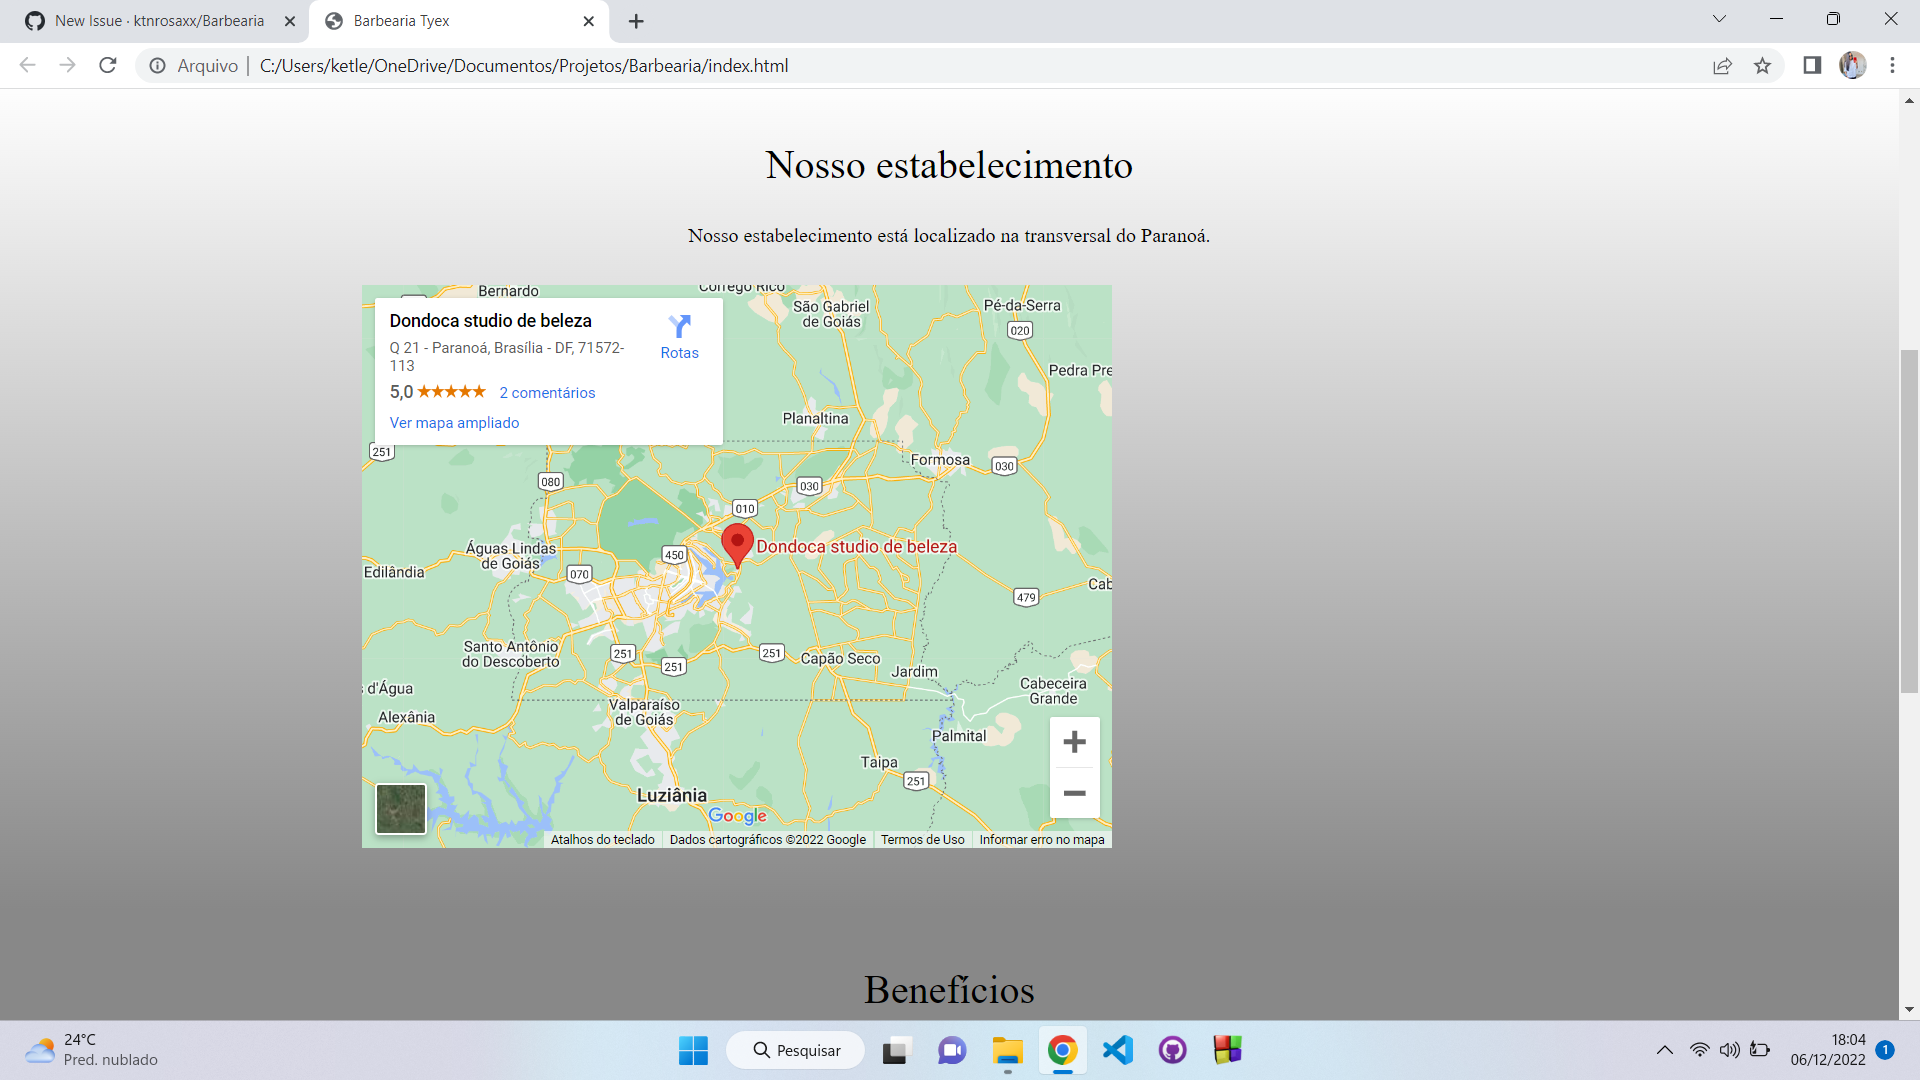 New Issue · ktnrosaxx/Barbearia
Barbearia Tyex
Arquivo
C:/Users/ketle/OneDrive/Documentos/Projetos/Barbearia/index.html
Nosso estabelecimento
Nosso estabelecimento está localizado na transversal do Paranoá.
Bernardo
Córrego Rico
São Gabriel
de Goiás
Pé-da-Serra
020
Dondoca studio de beleza
Rotas
Q 21 - Paranoá, Brasília - DF, 71572-
113
5,0
2 comentários
Ver mapa ampliado
Pedra Pre
Planaltina
251
Formosa
030
080
030
010
Dondoca studio de beleza
Águas Lindas
de Goiás
450
Edilândia
070
Cab
479
Santo Antônio
do Descoberto
251
251
251
Capão Seco
Jardim
s d'Água
Cabeceira
Grande
Alexânia
Valparaíso
de Goiás
Palmital
Taipa
251
Luziânia
Google
Atalhos do teclado
Dados cartográficos ©2022 Google
Termos de Uso
Informar erro no mapa
Benefícios
24°C
Pred. nublado
Pesquisar
18:04
06/12/2022
1